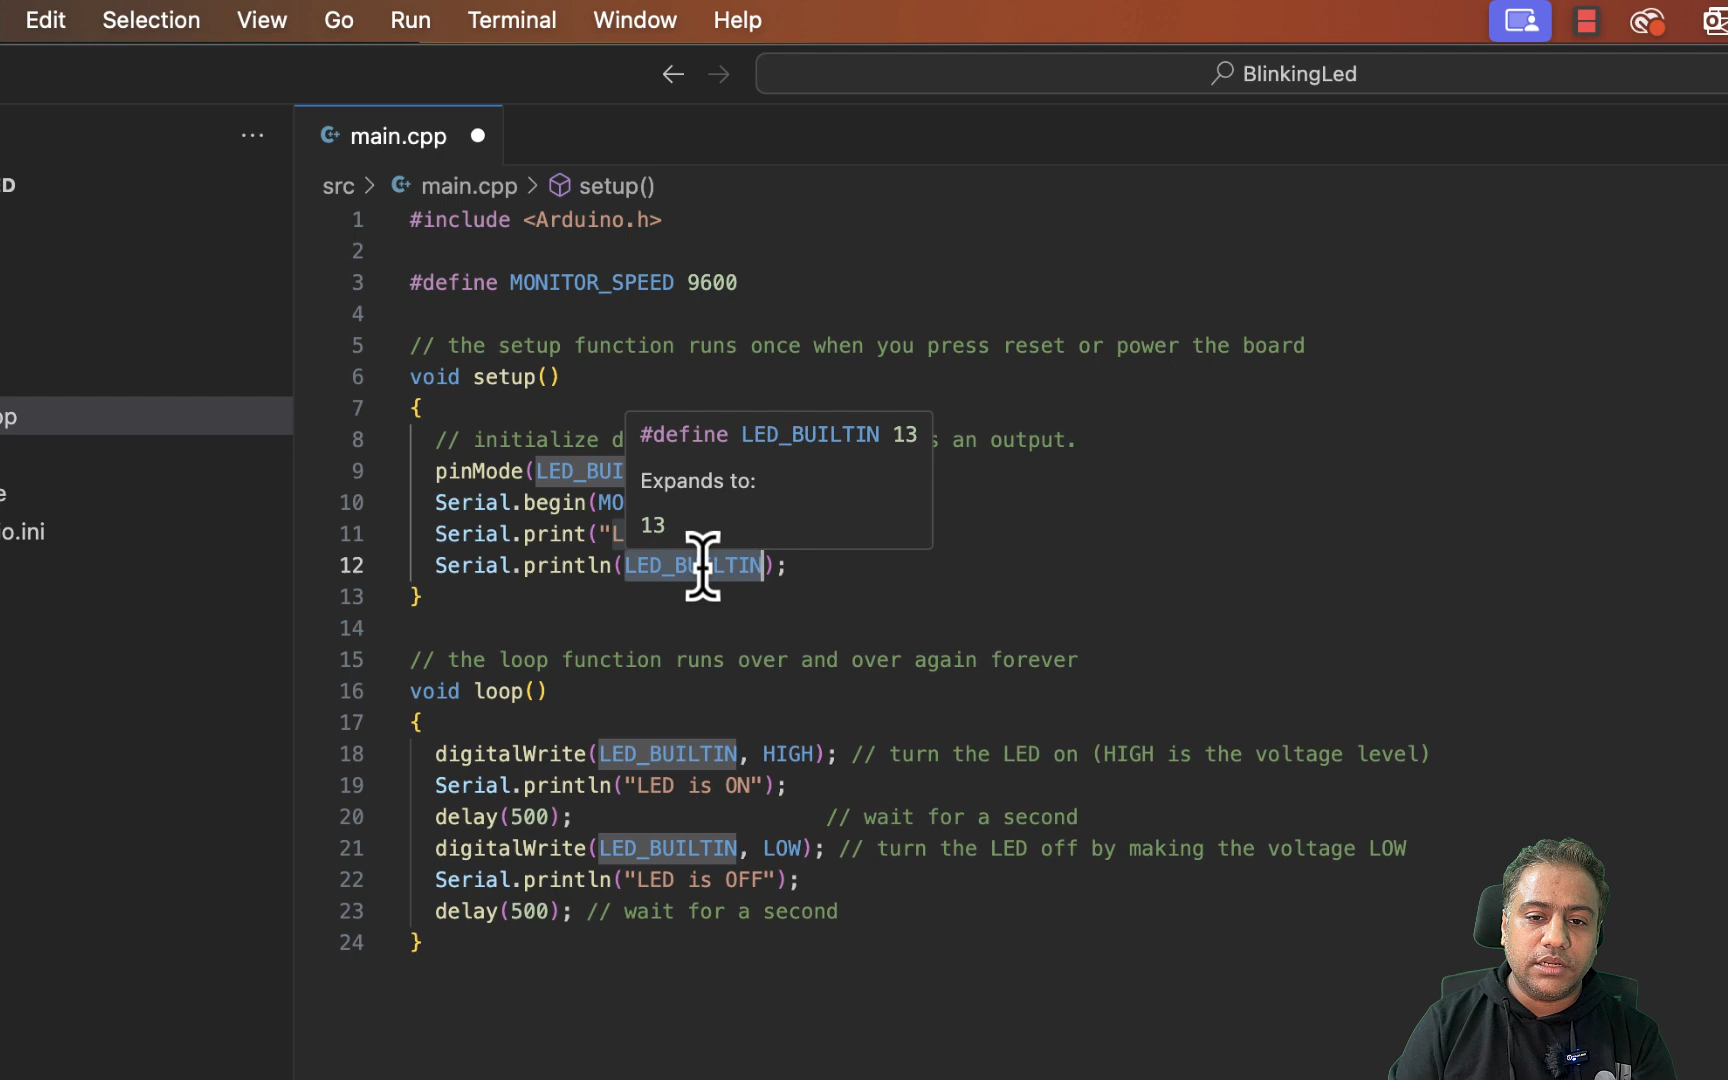 Edit Selection View Go Run Terminal Window Help
BlinkingLed
main.cpp
src > main.cpp > setup()
ED
pp
e
o.ini
1 #include <Arduino.h>
2
3 #define MONITOR_SPEED 9600
4
5 // the setup function runs once when you press reset or power the board
6 void setup()
7 {
8 // initialize d s an output.
9 pinMode(LED_BUI
10 Serial.begin(MO
11 Serial.print("L
12 Serial.println(LED_BUILTIN);
#define LED_BUILTIN 13
Expands to:
13
13 }
14
15 // the loop function runs over and over again forever
16 void loop()
17 {
18 digitalWrite(LED_BUILTIN, HIGH); // turn the LED on (HIGH is the voltage level)
19 Serial.println("LED is ON");
20 delay(500); // wait for a second
21 digitalWrite(LED_BUILTIN, LOW); // turn the LED off by making the voltage LOW
22 Serial.println("LED is OFF");
23 delay(500); // wait for a second
24 }